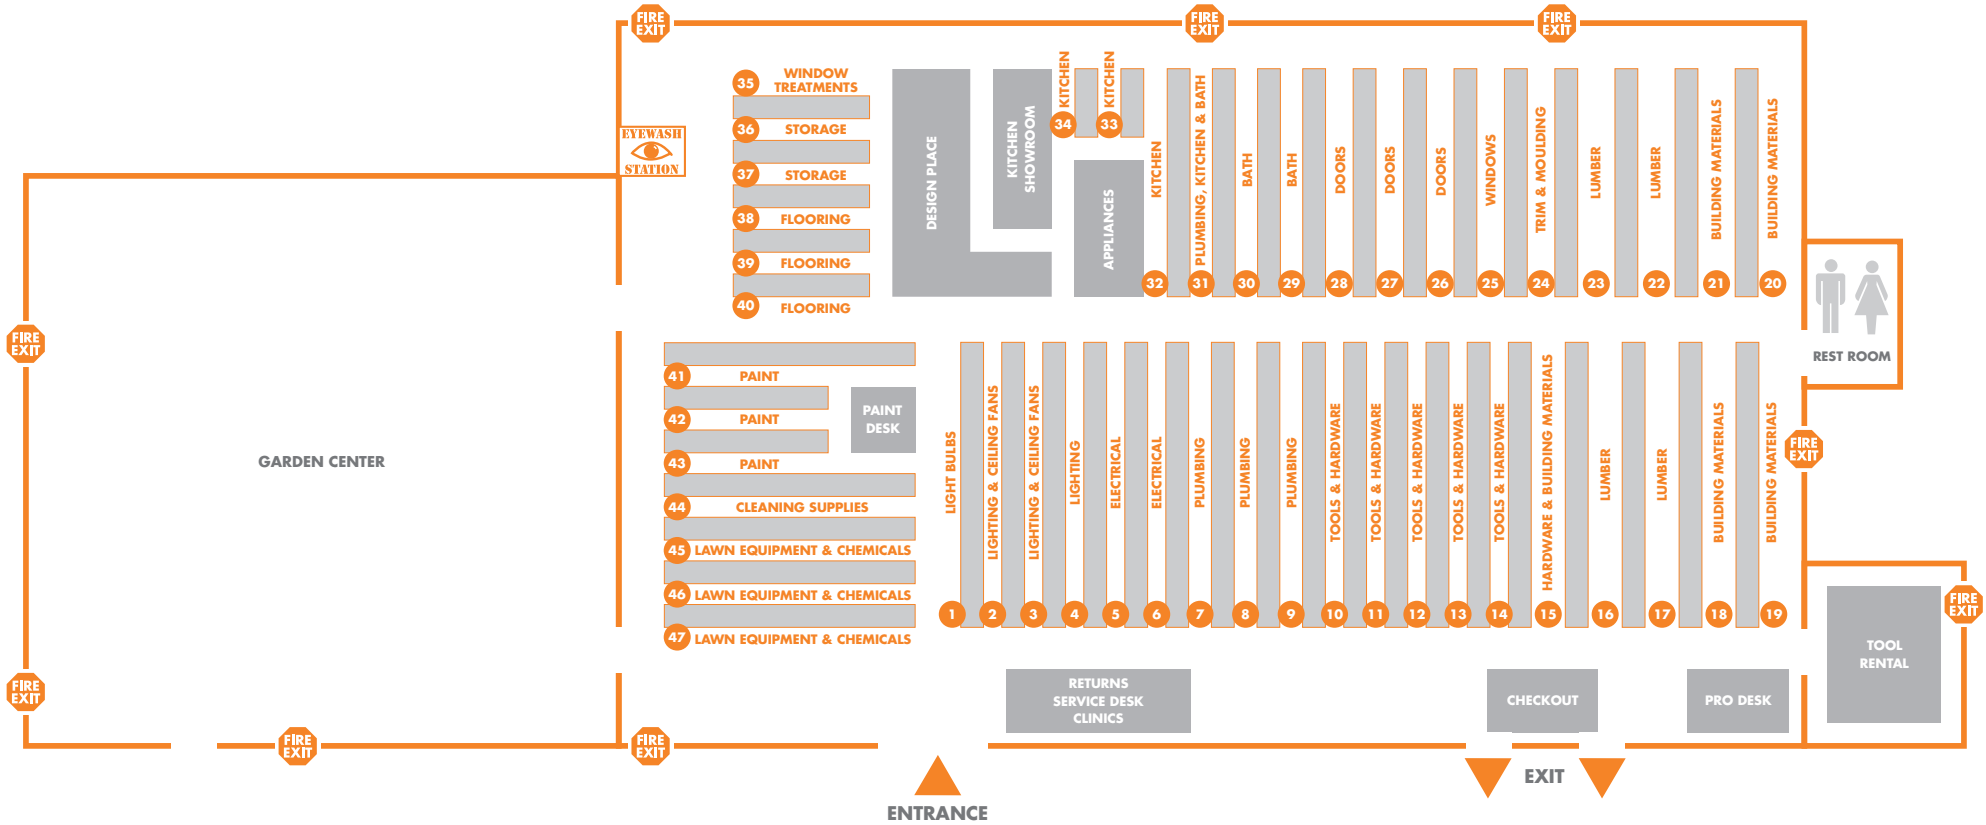 FIRE
EXIT
FIRE
EXIT
FIRE
EXIT
35 WINDOW
TREATMENTS
36 STORAGE
37 STORAGE
38 FLOORING
39 FLOORING
40 FLOORING
EYEWASH
STATION
DESIGN PLACE
KITCHEN
SHOWROOM
KITCHEN 34
KITCHEN 33
APPLIANCES
KITCHEN 32
PLUMBING, KITCHEN & BATH 31
BATH 30
BATH 29
DOORS 28
DOORS 27
DOORS 26
WINDOWS 25
TRIM & MOULDING 24
LUMBER 23
LUMBER 22
BUILDING MATERIALS 21
BUILDING MATERIALS 20
REST ROOM
FIRE
EXIT
GARDEN CENTER
41 PAINT
42 PAINT
43 PAINT
PAINT
DESK
44 CLEANING SUPPLIES
45 LAWN EQUIPMENT & CHEMICALS
46 LAWN EQUIPMENT & CHEMICALS
47 LAWN EQUIPMENT & CHEMICALS
LIGHT BULBS 1
LIGHTING & CEILING FANS 2
LIGHTING & CEILING FANS 3
LIGHTING 4
ELECTRICAL 5
ELECTRICAL 6
PLUMBING 7
PLUMBING 8
PLUMBING 9
TOOLS & HARDWARE 10
TOOLS & HARDWARE 11
TOOLS & HARDWARE 12
TOOLS & HARDWARE 13
TOOLS & HARDWARE 14
HARDWARE & BUILDING MATERIALS 15
LUMBER 16
LUMBER 17
BUILDING MATERIALS 18
BUILDING MATERIALS 19
FIRE
EXIT
FIRE
EXIT
TOOL
RENTAL
FIRE
EXIT
RETURNS
SERVICE DESK
CLINICS
CHECKOUT
PRO DESK
FIRE
EXIT
FIRE
EXIT
ENTRANCE
EXIT